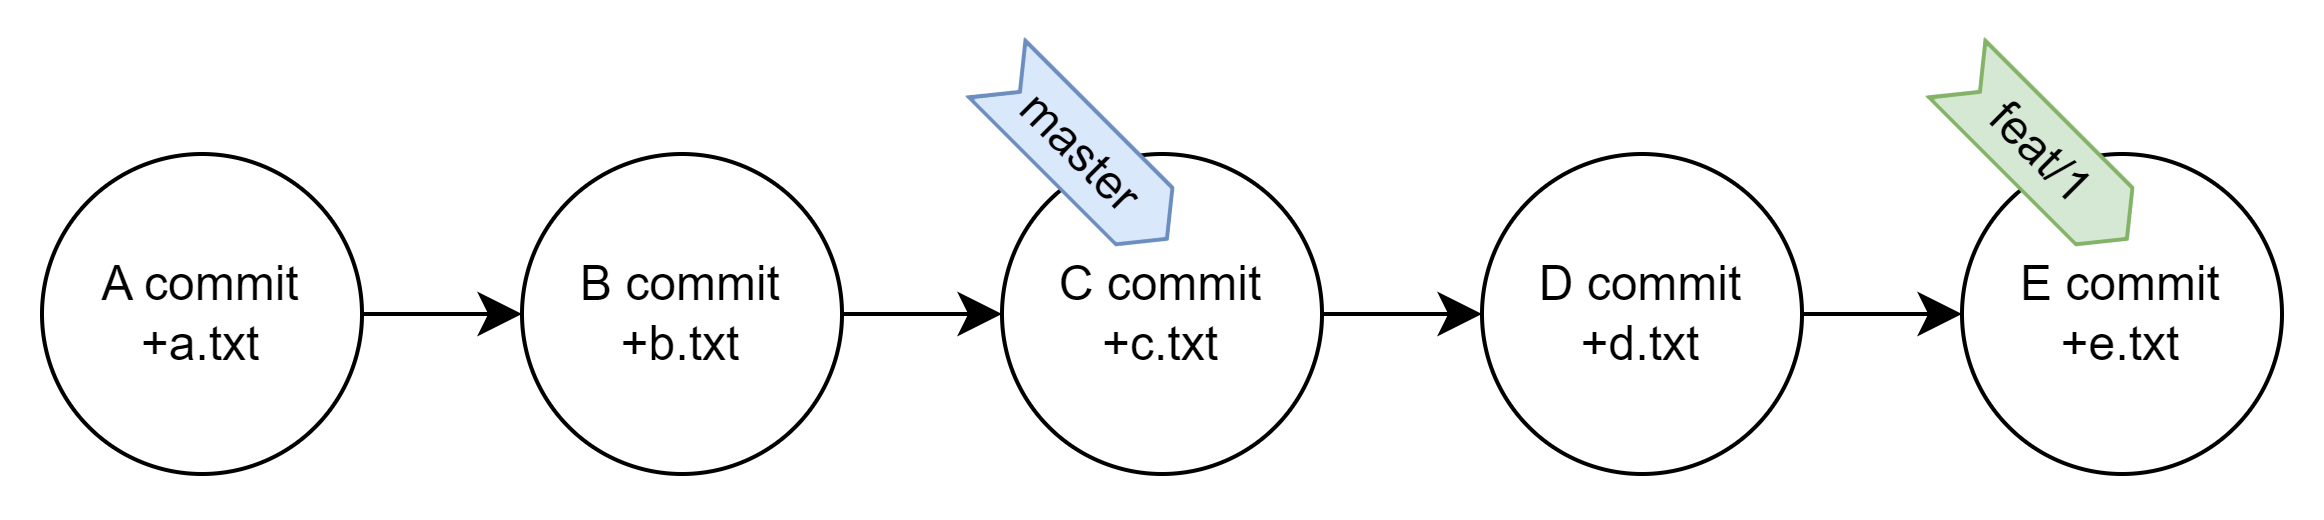 master
feat/1
A commit
+a.txt
B commit
+b.txt
C commit
+c.txt
D commit
+d.txt
E commit
+e.txt